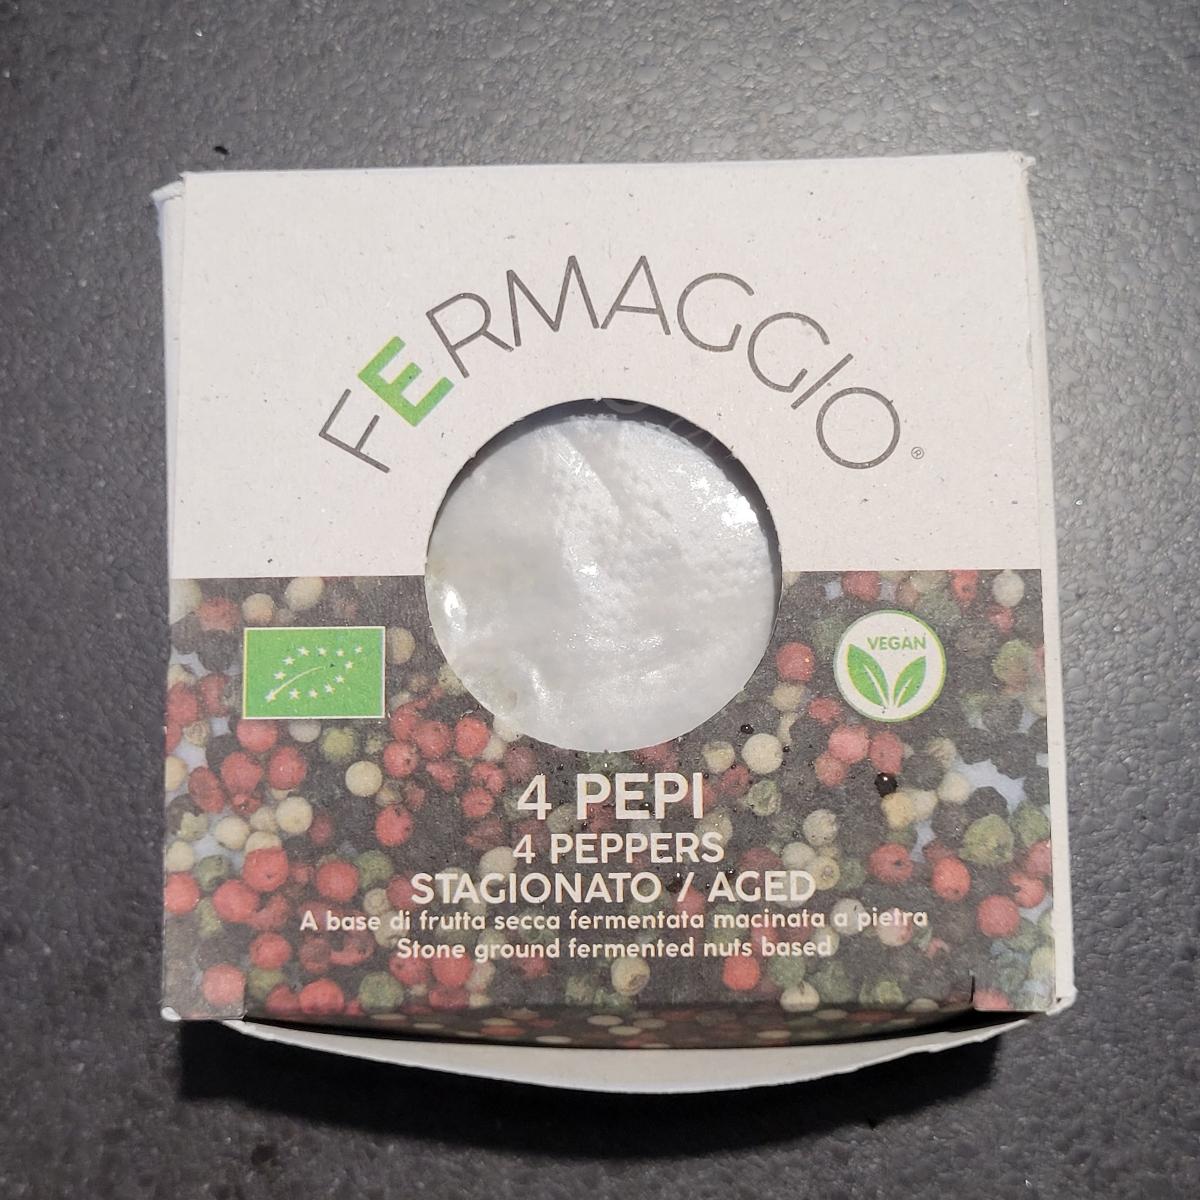 FERMAGGIO®
VEGAN
4 PEPI
4 PEPPERS
STAGIONATO / AGED
A base di frutta secca fermentata macinata a pietra
Stone ground fermented nuts based